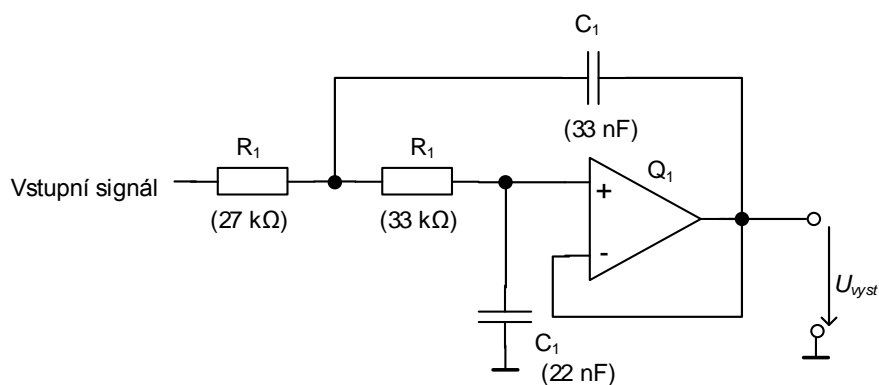 C₁
(33 nF)
R₁
R₁
Q₁
Vstupní signál
(27 kΩ)
(33 kΩ)
+
-
Uvyst
C₁
(22 nF)